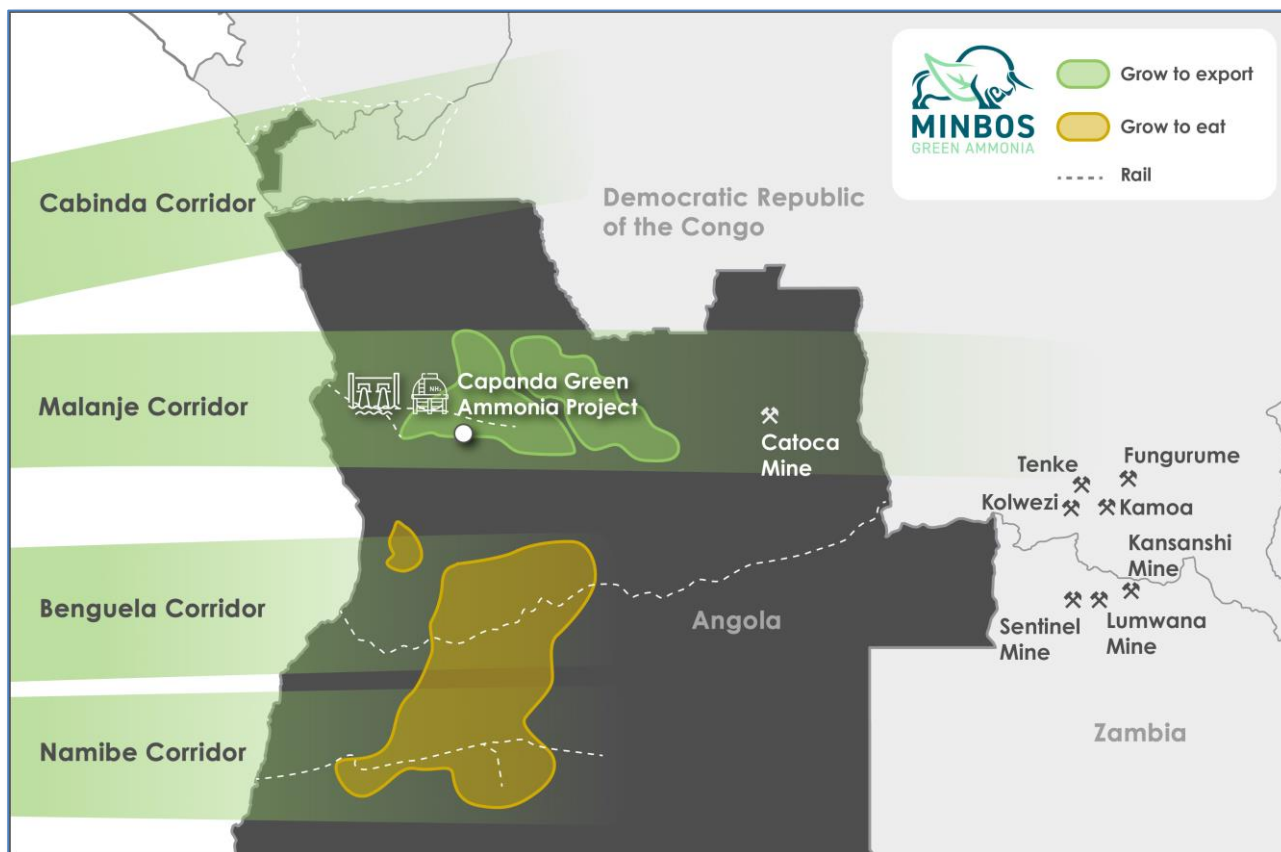 MINBOS
GREEN AMMONIA
Grow to export
Grow to eat
Rail
Cabinda Corridor
Democratic Republic
of the Congo
Malanje Corridor
NH₃
Capanda Green
Ammonia Project
Catoca
Mine
Tenke
Fungurume
Kolwezi
Kamoa
Kansanshi
Mine
Benguela Corridor
Angola
Sentinel
Mine
Lumwana
Mine
Namibe Corridor
Zambia